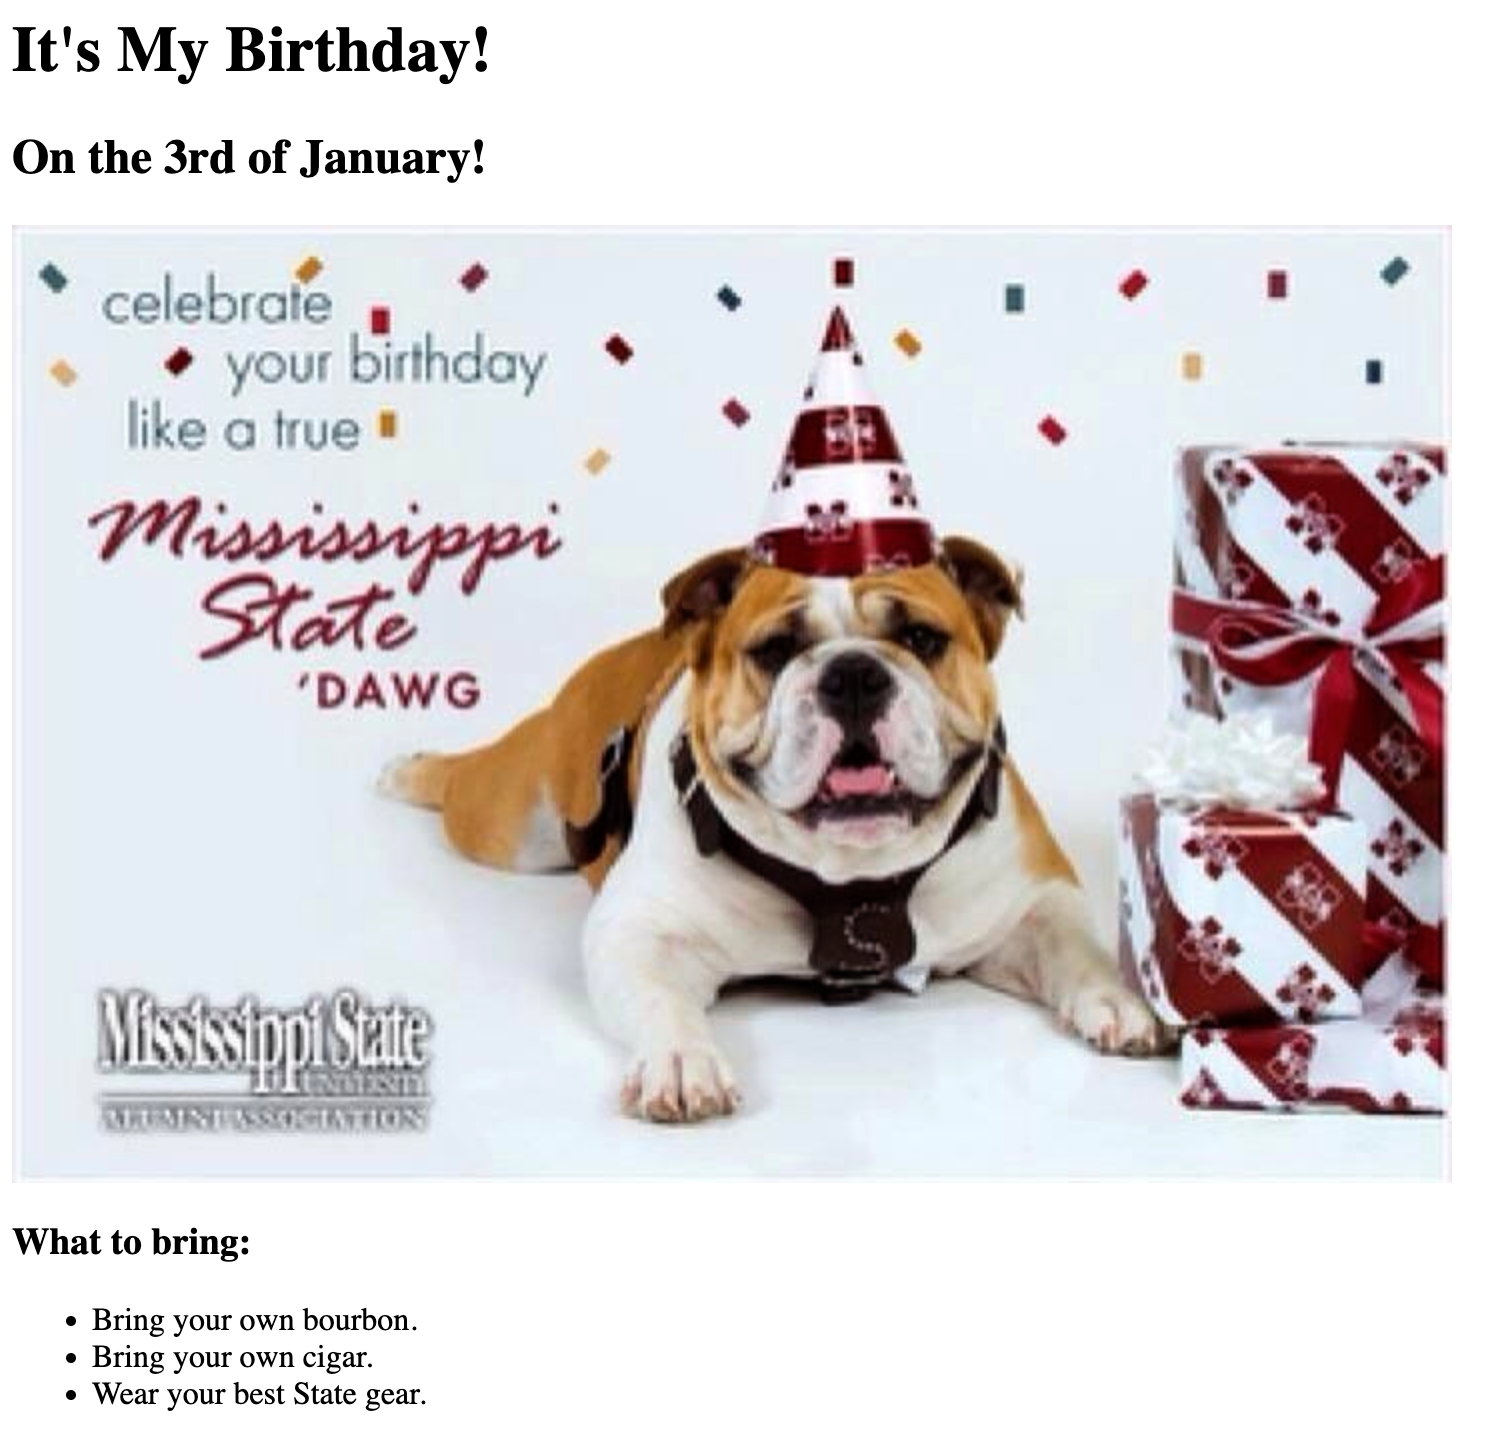 It's My Birthday!
On the 3rd of January!
celebrate
your birthday
like a true
Mississippi
State
'DAWG
S
Mississippi State
UNIVERSITY
ALUMNI ASSOCIATION
What to bring:
Bring your own bourbon.
Bring your own cigar.
Wear your best State gear.